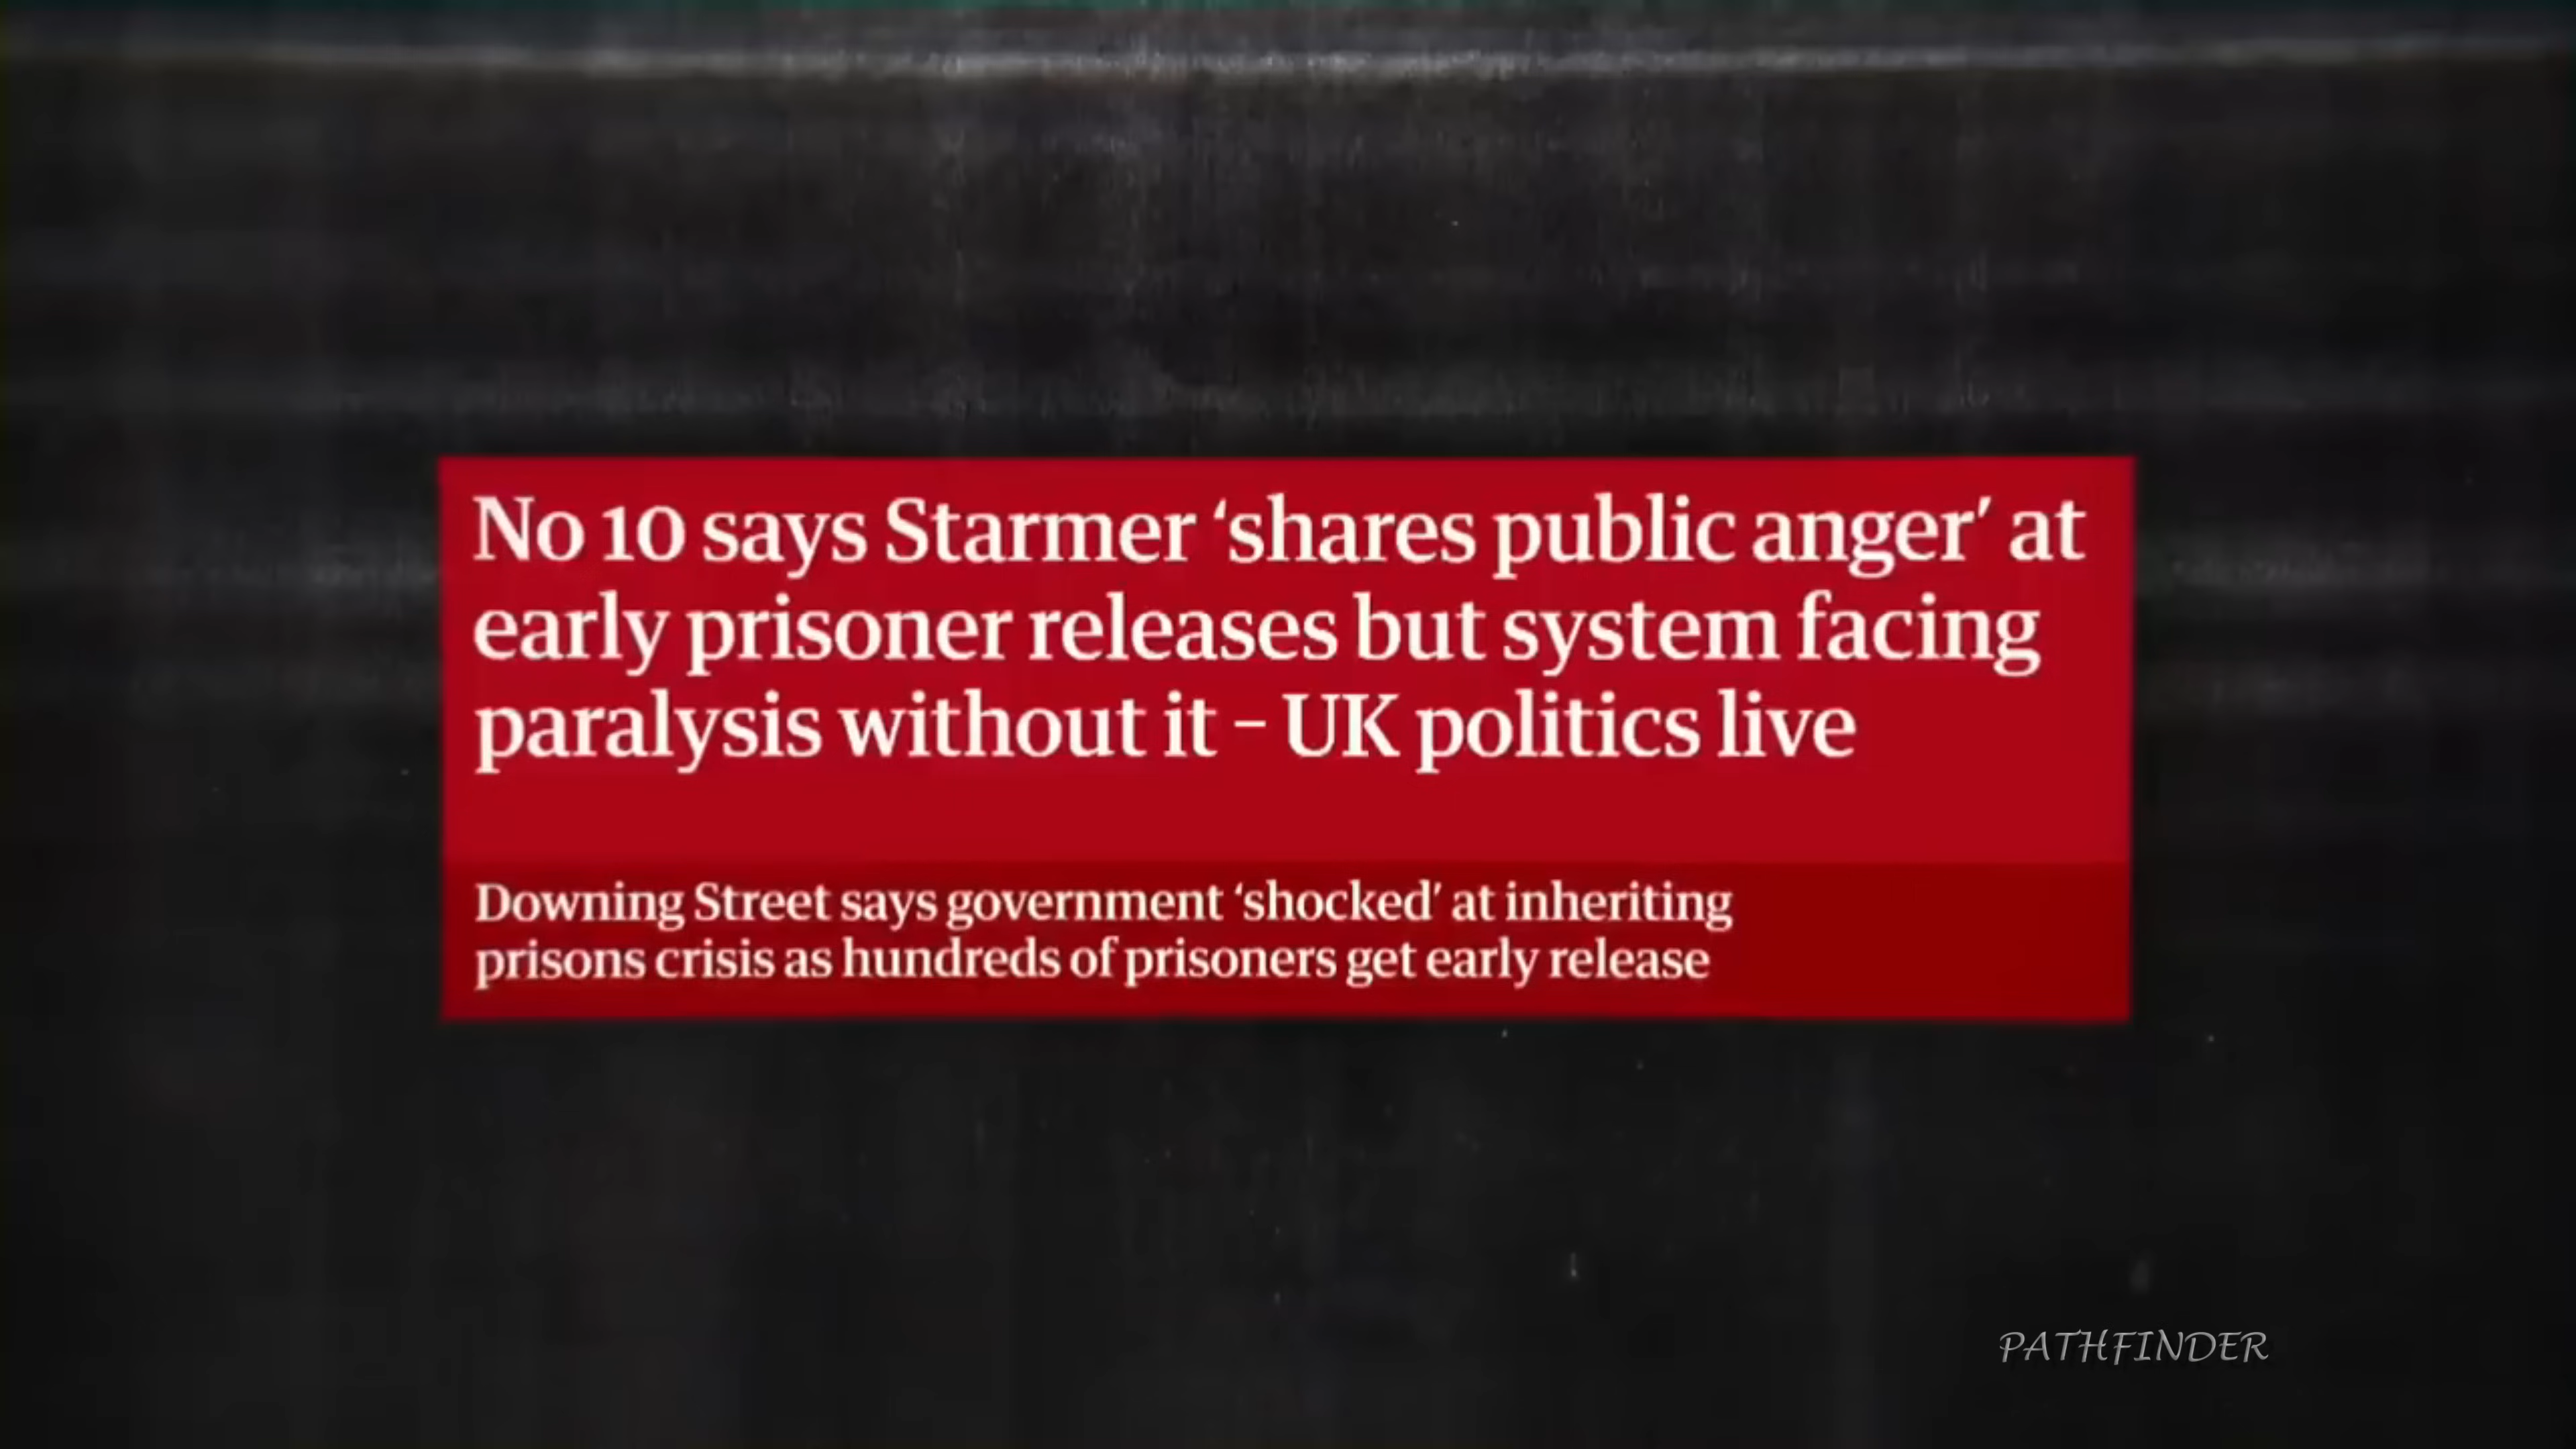 No 10 says Starmer ‘shares public anger’ at
early prisoner releases but system facing
paralysis without it – UK politics live
Downing Street says government ‘shocked’ at inheriting
prisons crisis as hundreds of prisoners get early release
PATHFINDER